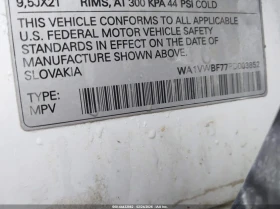 9,5JX21 RIMS, AT 300 KPA 44 PSI COLD
THIS VEHICLE CONFORMS TO ALL APPLICABLE
U.S. FEDERAL MOTOR VEHICLE SAFETY
STANDARDS IN EFFECT ON THE DATE OF
MANUFACTURE SHOWN ABOVE.
SLOVAKIA
TYPE:
MPV